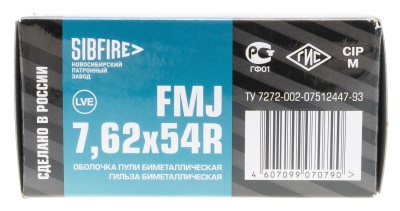 СДЕЛАНО В РОССИИ
SIBFIRE>
НОВОСИБИРСКИЙ
ПАТРОННЫЙ
ЗАВОД
LVE
FMJ
7,62x54R
ОБОЛОЧКА ПУЛИ БИМЕТАЛЛИЧЕСКАЯ
ГИЛЬЗА БИМЕТАЛЛИЧЕСКАЯ
ГФ01
ГИС
CIP
M
ТУ 7272-002-07512447-93
4 607099 070790 >